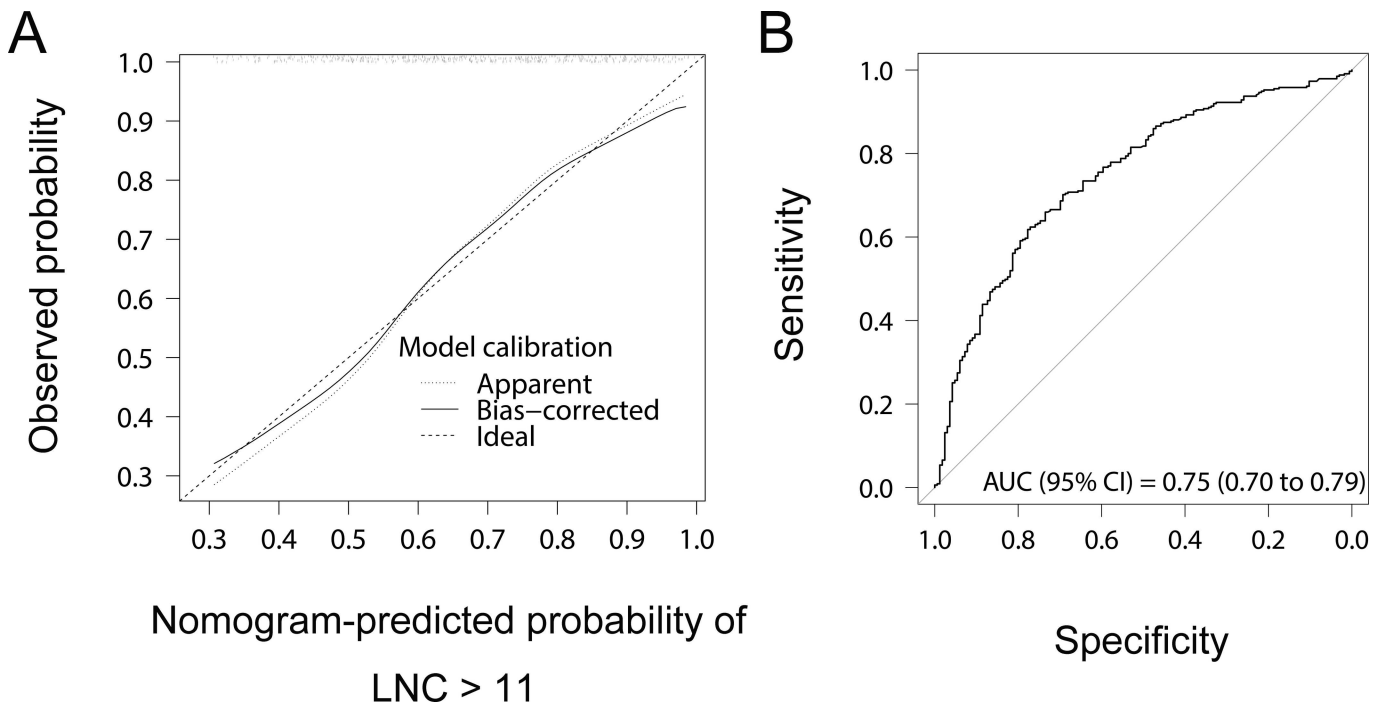 A
Observed probability
1.0
0.9
0.8
0.7
0.6
0.5
0.4
0.3
Model calibration
Apparent
Bias−corrected
Ideal
0.3 0.4 0.5 0.6 0.7 0.8 0.9 1.0
Nomogram-predicted probability of
LNC > 11
B
Sensitivity
1.0
0.8
0.6
0.4
0.2
0.0
AUC (95% CI) = 0.75 (0.70 to 0.79)
1.0 0.8 0.6 0.4 0.2 0.0
Specificity